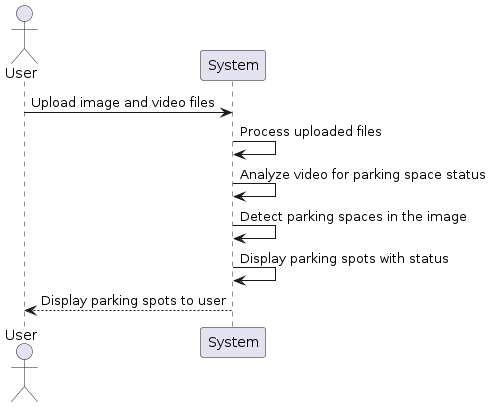 User
System
Upload image and video files
Process uploaded files
Analyze video for parking space status
Detect parking spaces in the image
Display parking spots with status
Display parking spots to user
User
System